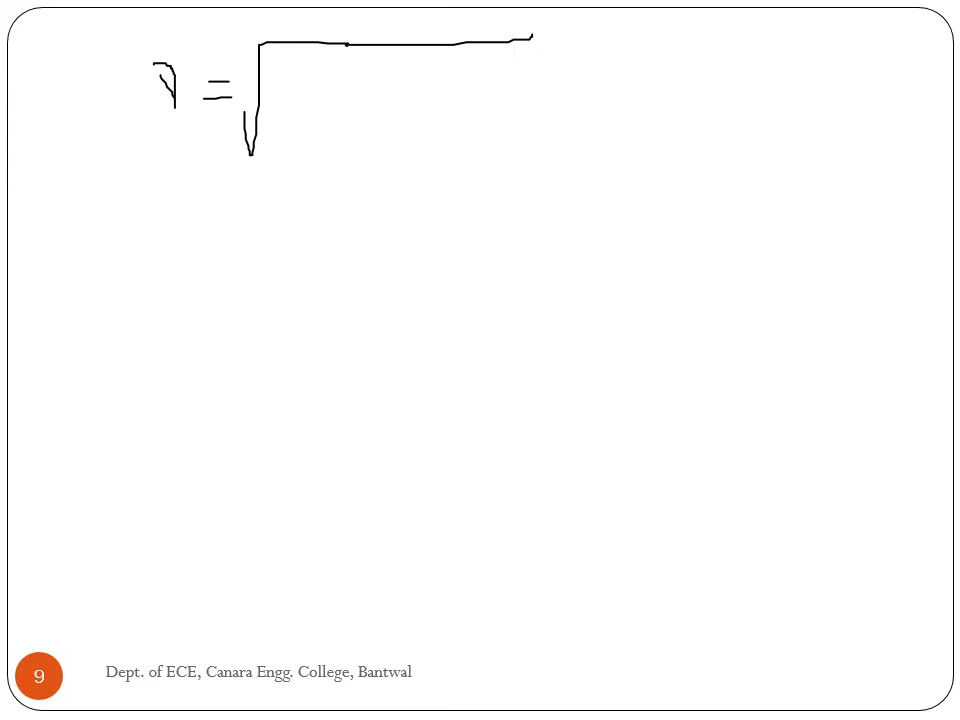 = √
9 Dept. of ECE, Canara Engg. College, Bantwal